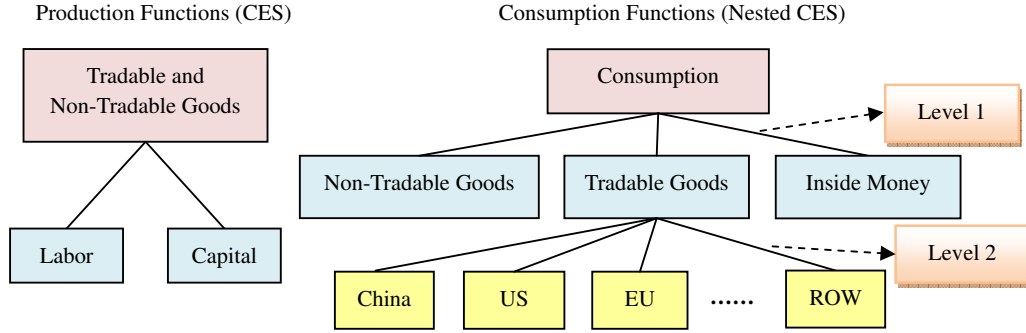 Production Functions (CES)
Consumption Functions (Nested CES)
Tradable and
Non-Tradable Goods
Labor
Capital
Consumption
Level 1
Non-Tradable Goods
Tradable Goods
Inside Money
Level 2
China
US
EU
......
ROW